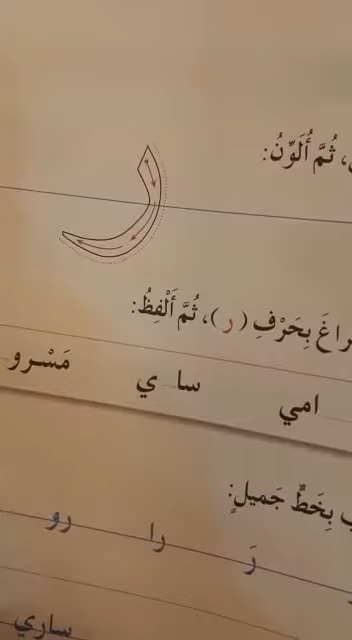 ، ثُمَّ أُلَوِّنُ:
ر
راغَ بِحَرْفِ (ر)، ثُمَّ أَلْفِظُ:
امي سا ي مَسْرو
بِخَطٍّ جَميلٍ:
رَ را رو
ساري